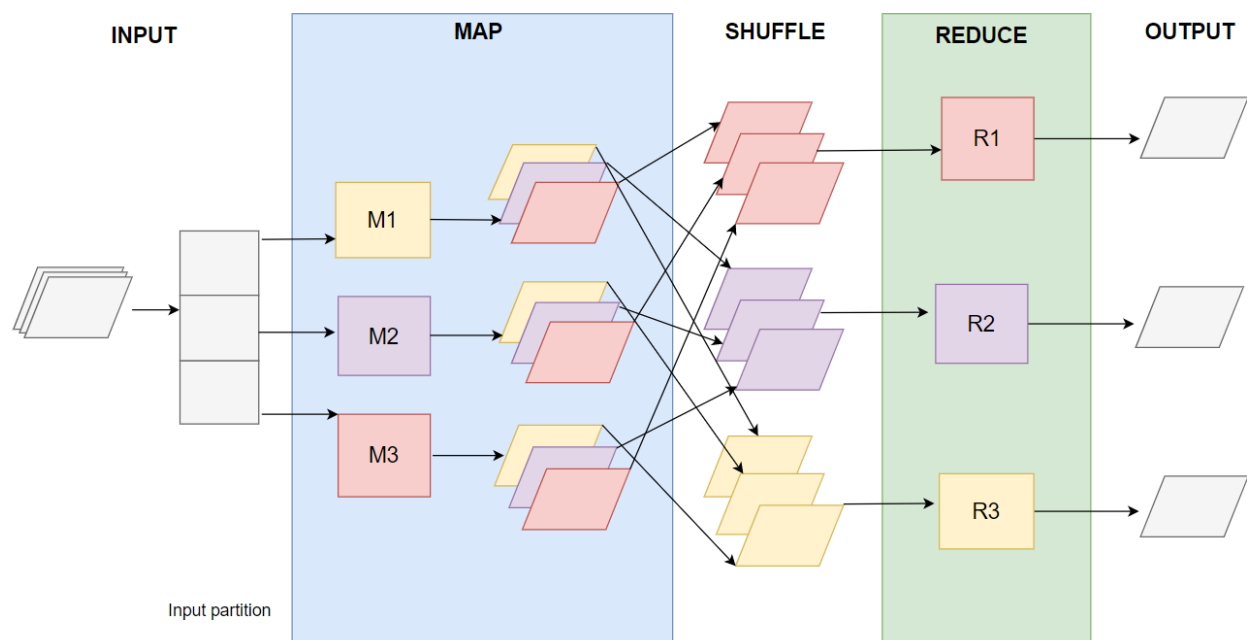 INPUT
MAP
SHUFFLE
REDUCE
OUTPUT
M1
M2
M3
R1
R2
R3
Input partition